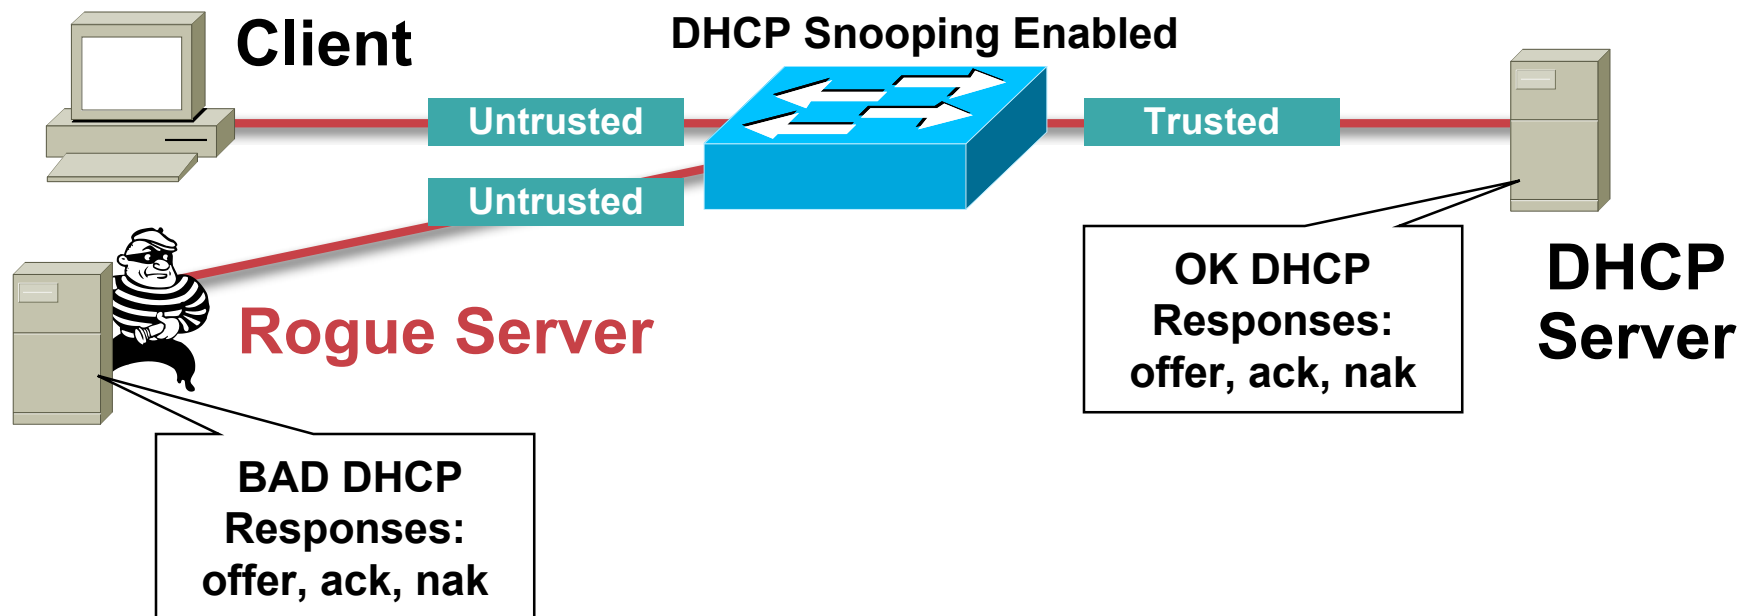 Client
DHCP Snooping Enabled
Untrusted
Trusted
Untrusted
Rogue Server
OK DHCP
Responses:
offer, ack, nak
DHCP
Server
BAD DHCP
Responses:
offer, ack, nak